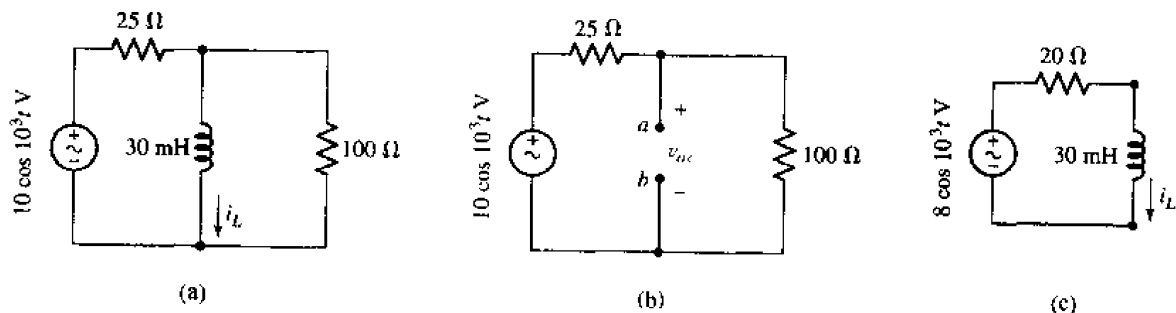 25 Ω
10 cos 10³t V
30 mH
100 Ω
i_L
(a)
25 Ω
10 cos 10³t V
+
a
v_oc
b
−
100 Ω
(b)
20 Ω
8 cos 10³t V
30 mH
i_L
(c)